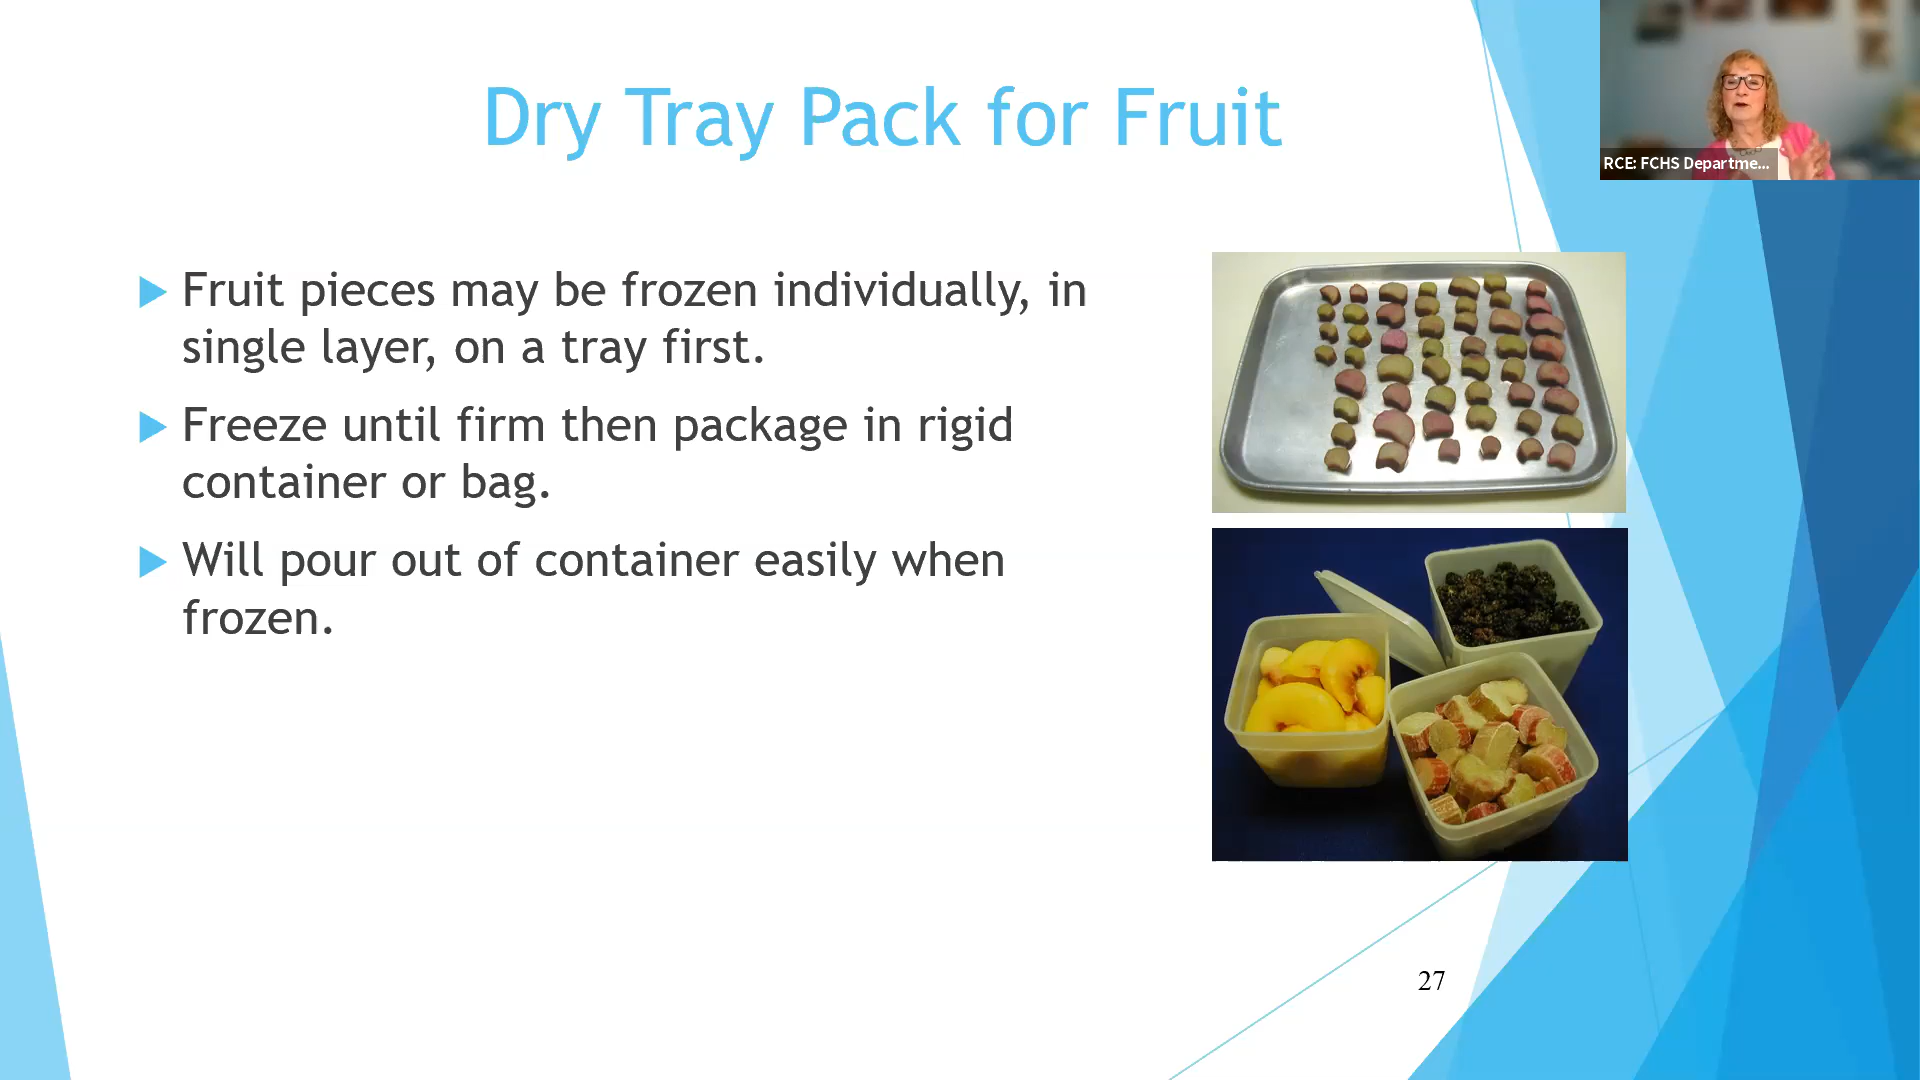 Dry Tray Pack for Fruit
RCE: FCHS Departme...
Fruit pieces may be frozen individually, in
single layer, on a tray first.
Freeze until firm then package in rigid
container or bag.
Will pour out of container easily when
frozen.
27